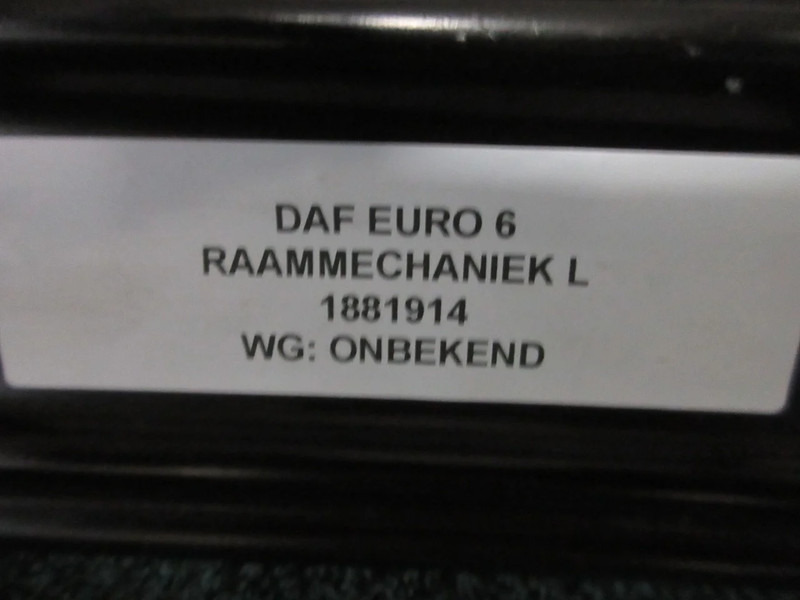 DAF EURO 6
RAAMMECHANIEK L
1881914
WG: ONBEKEND